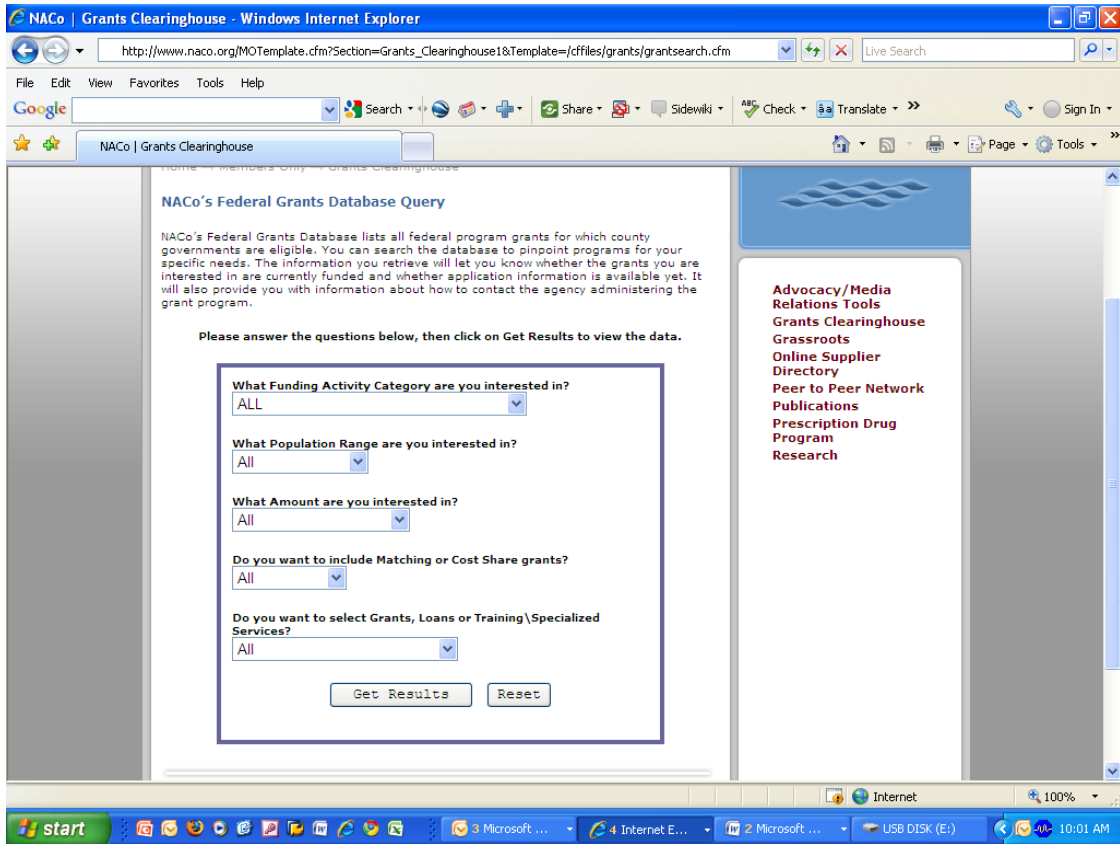 NACo | Grants Clearinghouse - Windows Internet Explorer
http://www.naco.org/MOTemplate.cfm?Section=Grants_Clearinghouse1&Template=/cffiles/grants/grantsearch.cfm
Live Search
File Edit View Favorites Tools Help
Google Search Share Sidewiki ABC Check āa Translate >> Sign In
NACo | Grants Clearinghouse Page Tools >>
Home → Members Only → Grants Clearinghouse
NACo's Federal Grants Database Query
NACo's Federal Grants Database lists all federal program grants for which county
governments are eligible. You can search the database to pinpoint programs for your
specific needs. The information you retrieve will let you know whether the grants you are
interested in are currently funded and whether application information is available yet. It
will also provide you with information about how to contact the agency administering the
grant program.
Please answer the questions below, then click on Get Results to view the data.
What Funding Activity Category are you interested in?
ALL
What Population Range are you interested in?
All
What Amount are you interested in?
All
Do you want to include Matching or Cost Share grants?
All
Do you want to select Grants, Loans or Training\Specialized
Services?
All
Get Results Reset
Advocacy/Media
Relations Tools
Grants Clearinghouse
Grassroots
Online Supplier
Directory
Peer to Peer Network
Publications
Prescription Drug
Program
Research
Internet 100%
start 3 Microsoft ... 4 Internet E... 2 Microsoft ... USB DISK (E:) 10:01 AM